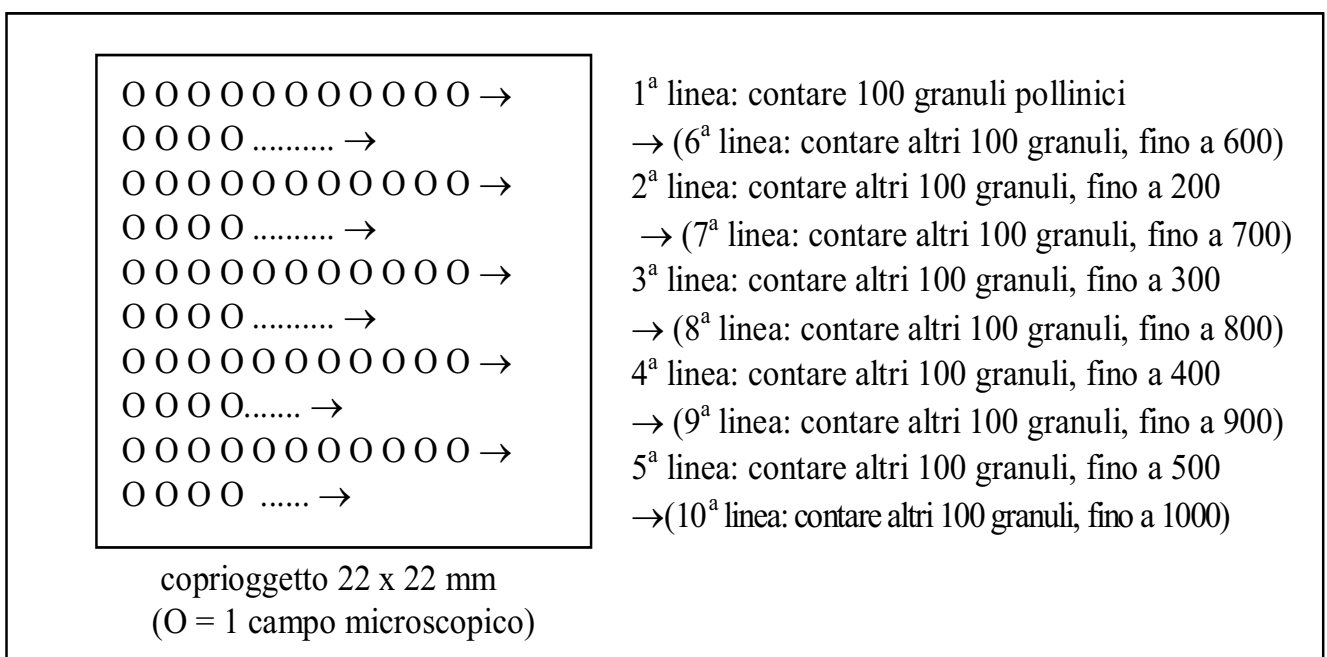 O O O O O O O O O O O → 1ª linea: contare 100 granuli pollinici
O O O O .......... → → (6ª linea: contare altri 100 granuli, fino a 600)
O O O O O O O O O O O → 2ª linea: contare altri 100 granuli, fino a 200
O O O O .......... → → (7ª linea: contare altri 100 granuli, fino a 700)
O O O O O O O O O O O → 3ª linea: contare altri 100 granuli, fino a 300
O O O O .......... → → (8ª linea: contare altri 100 granuli, fino a 800)
O O O O O O O O O O O → 4ª linea: contare altri 100 granuli, fino a 400
O O O O....... → → (9ª linea: contare altri 100 granuli, fino a 900)
O O O O O O O O O O O → 5ª linea: contare altri 100 granuli, fino a 500
O O O O ...... → →(10ª linea: contare altri 100 granuli, fino a 1000)
coprioggetto 22 x 22 mm
(O = 1 campo microscopico)